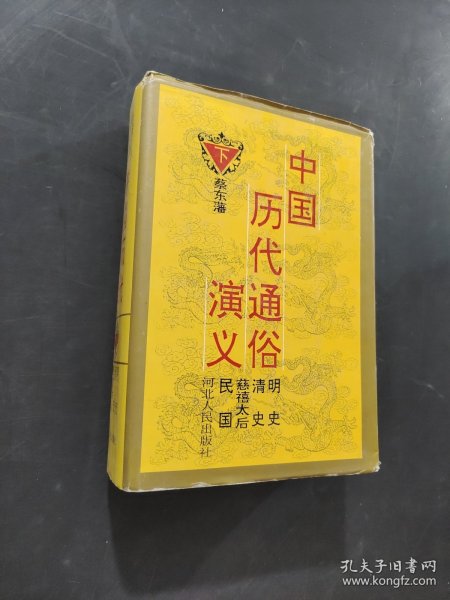 中国
历代通俗
演义
下
蔡东藩
明史
清史
慈禧太后
民国
河北人民出版社
孔夫子旧书网
www.kongfz.com